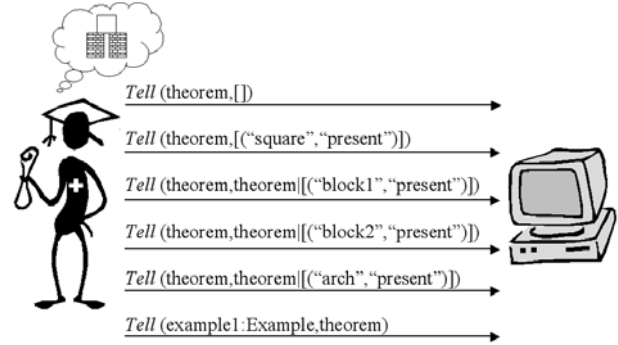 Tell (theorem,[])
Tell (theorem,[(“square”,“present”)])
Tell (theorem,theorem|[(“block1”,“present”)])
Tell (theorem,theorem|[(“block2”,“present”)])
Tell (theorem,theorem|[(“arch”,“present”)])
Tell (example1:Example,theorem)